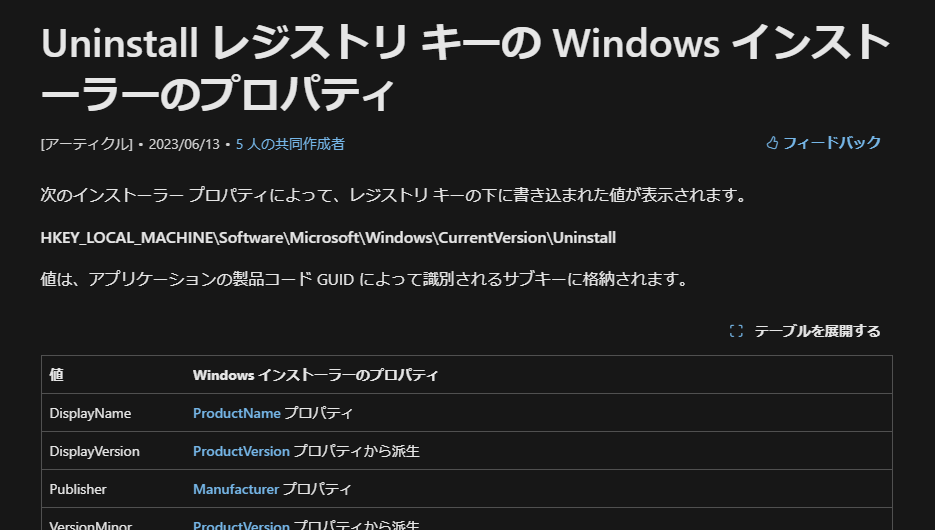 Uninstall レジストリ キーの Windows インスト
ーラーのプロパティ
[アーティクル] • 2023/06/13 • 5 人の共同作成者
フィードバック
次のインストーラー プロパティによって、レジストリ キーの下に書き込まれた値が表示されます。
HKEY_LOCAL_MACHINE\Software\Microsoft\Windows\CurrentVersion\Uninstall
値は、アプリケーションの製品コード GUID によって識別されるサブキーに格納されます。
テーブルを展開する
値 Windows インストーラーのプロパティ
DisplayName ProductName プロパティ
DisplayVersion ProductVersion プロパティから派生
Publisher Manufacturer プロパティ
VersionMinor ProductVersion プロパティから派生